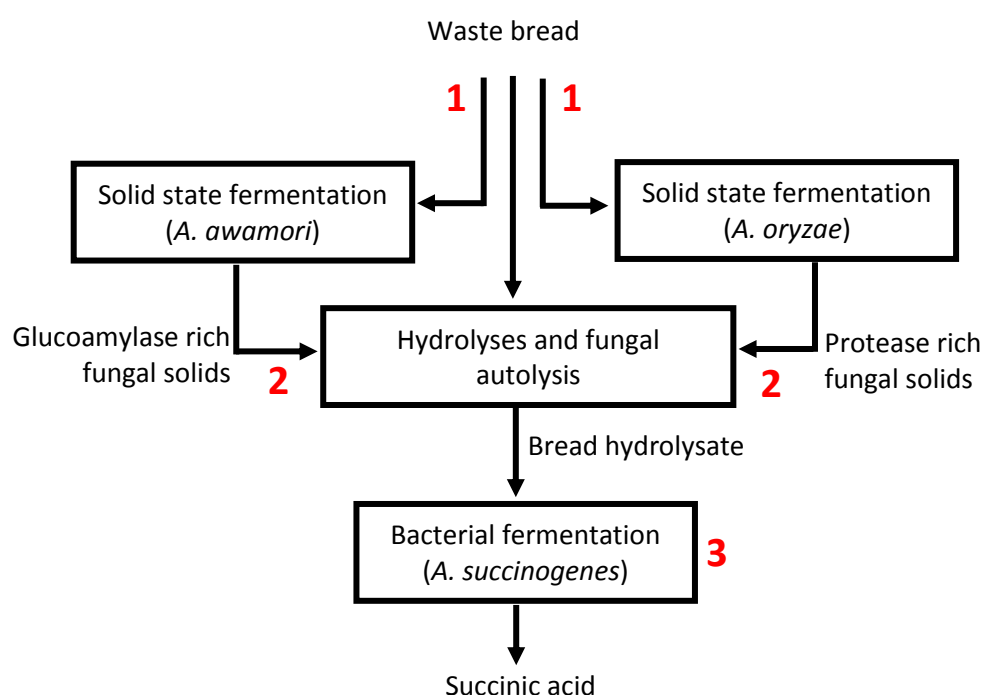 Waste bread
1
1
Solid state fermentation
(A. awamori)
Solid state fermentation
(A. oryzae)
Glucoamylase rich
fungal solids
2
Hydrolyses and fungal
autolysis
2
Protease rich
fungal solids
Bread hydrolysate
Bacterial fermentation
(A. succinogenes)
3
Succinic acid